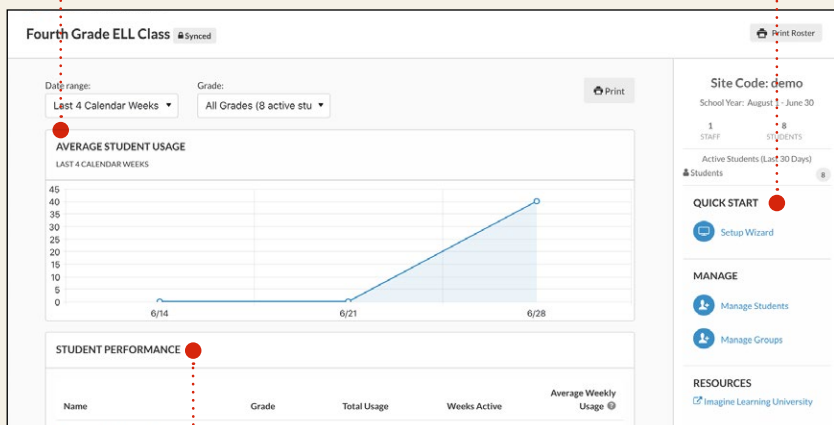 Fourth Grade ELL Class
Synced
Print Roster
Date range:
Grade:
Last 4 Calendar Weeks
All Grades (8 active stu
Print
AVERAGE STUDENT USAGE
LAST 4 CALENDAR WEEKS
45
40
35
30
25
20
15
10
5
0
6/14
6/21
6/28
STUDENT PERFORMANCE
Name
Grade
Total Usage
Weeks Active
Average Weekly
Usage
Site Code: demo
School Year: August 1 - June 30
1
8
STAFF
STUDENTS
Active Students (Last 30 Days)
Students
8
QUICK START
Setup Wizard
MANAGE
Manage Students
Manage Groups
RESOURCES
Imagine Learning University